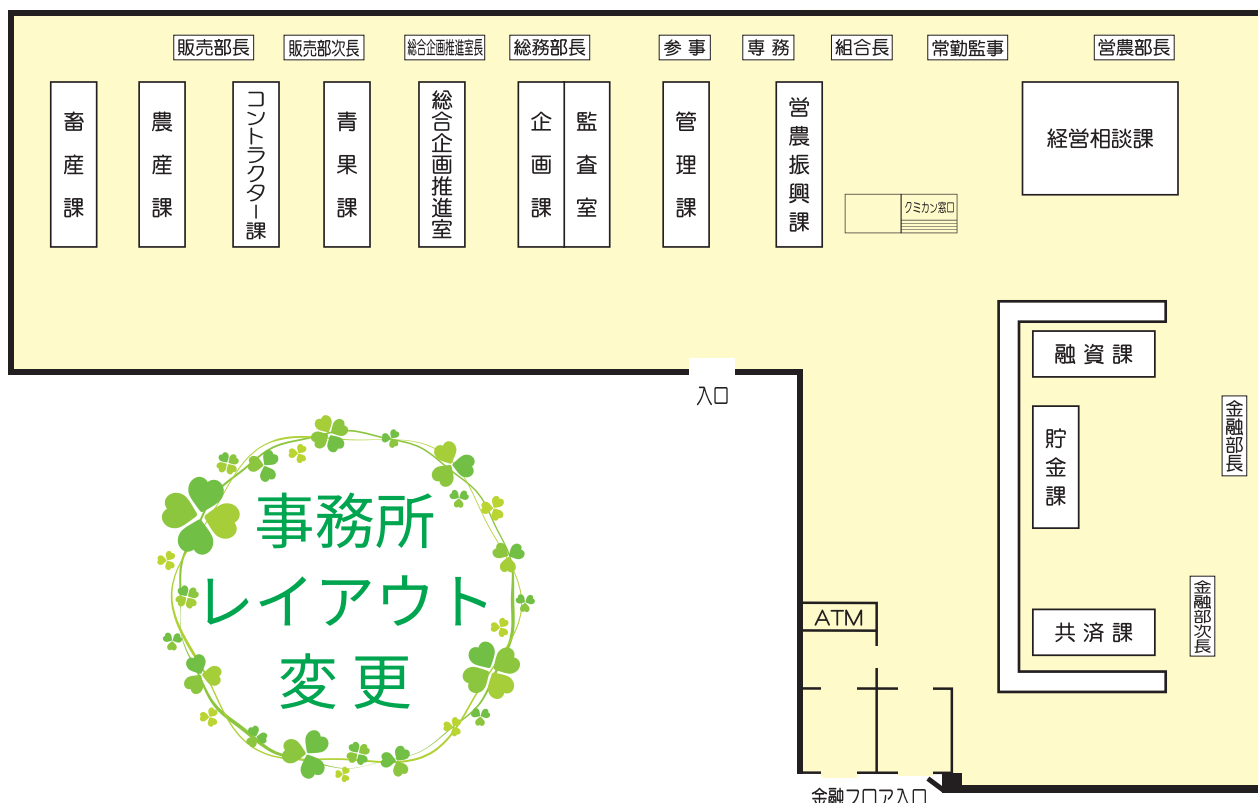 販売部長
販売部次長
総合企画推進室長
総務部長
参事
専務
組合長
常勤監事
営農部長
畜産課
農産課
コントラクター課
青果課
総合企画推進室
企画課
監査室
管理課
営農振興課
クミカン窓口
経営相談課
融資課
貯金課
共済課
金融部長
金融部次長
入口
事務所
レイアウト
変更
ATM
金融フロア入口